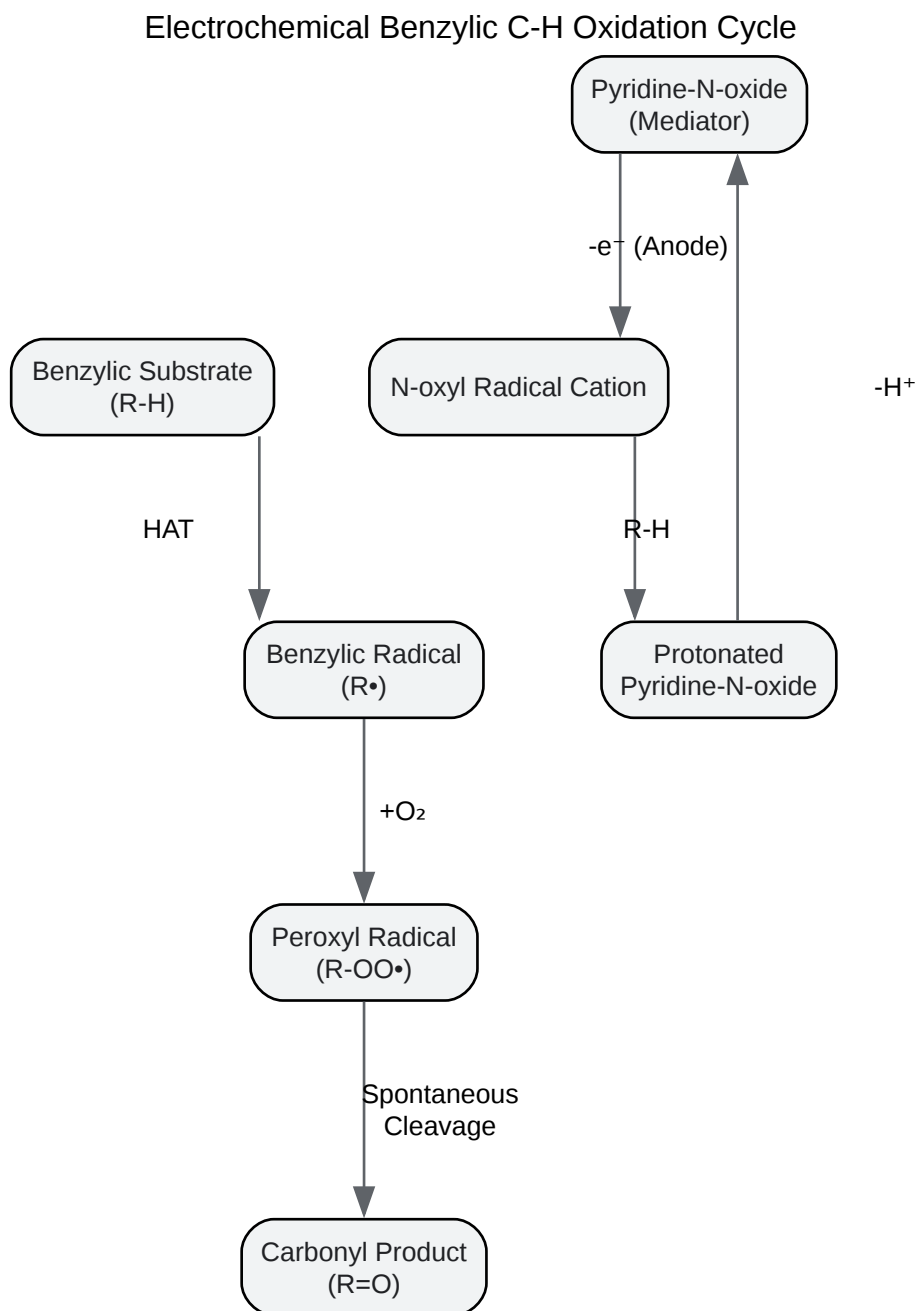 Electrochemical Benzylic C-H Oxidation Cycle
Pyridine-N-oxide
(Mediator)
-e⁻ (Anode)
Benzylic Substrate
(R-H)
N-oxyl Radical Cation
-H⁺
HAT
R-H
Benzylic Radical
(R•)
Protonated
Pyridine-N-oxide
+O₂
Peroxyl Radical
(R-OO•)
Spontaneous
Cleavage
Carbonyl Product
(R=O)